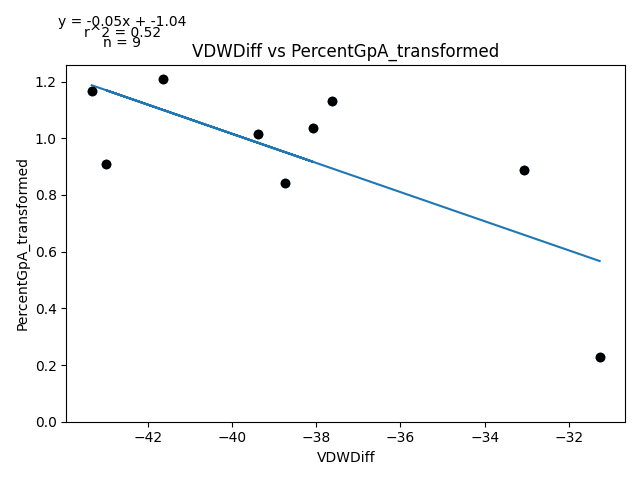 y = -0.05x + -1.04
r^2 = 0.52
n = 9
VDWDiff vs PercentGpA_transformed
1.2
1.0
0.8
0.6
0.4
0.2
0.0
PercentGpA_transformed
−42 −40 −38 −36 −34 −32
VDWDiff